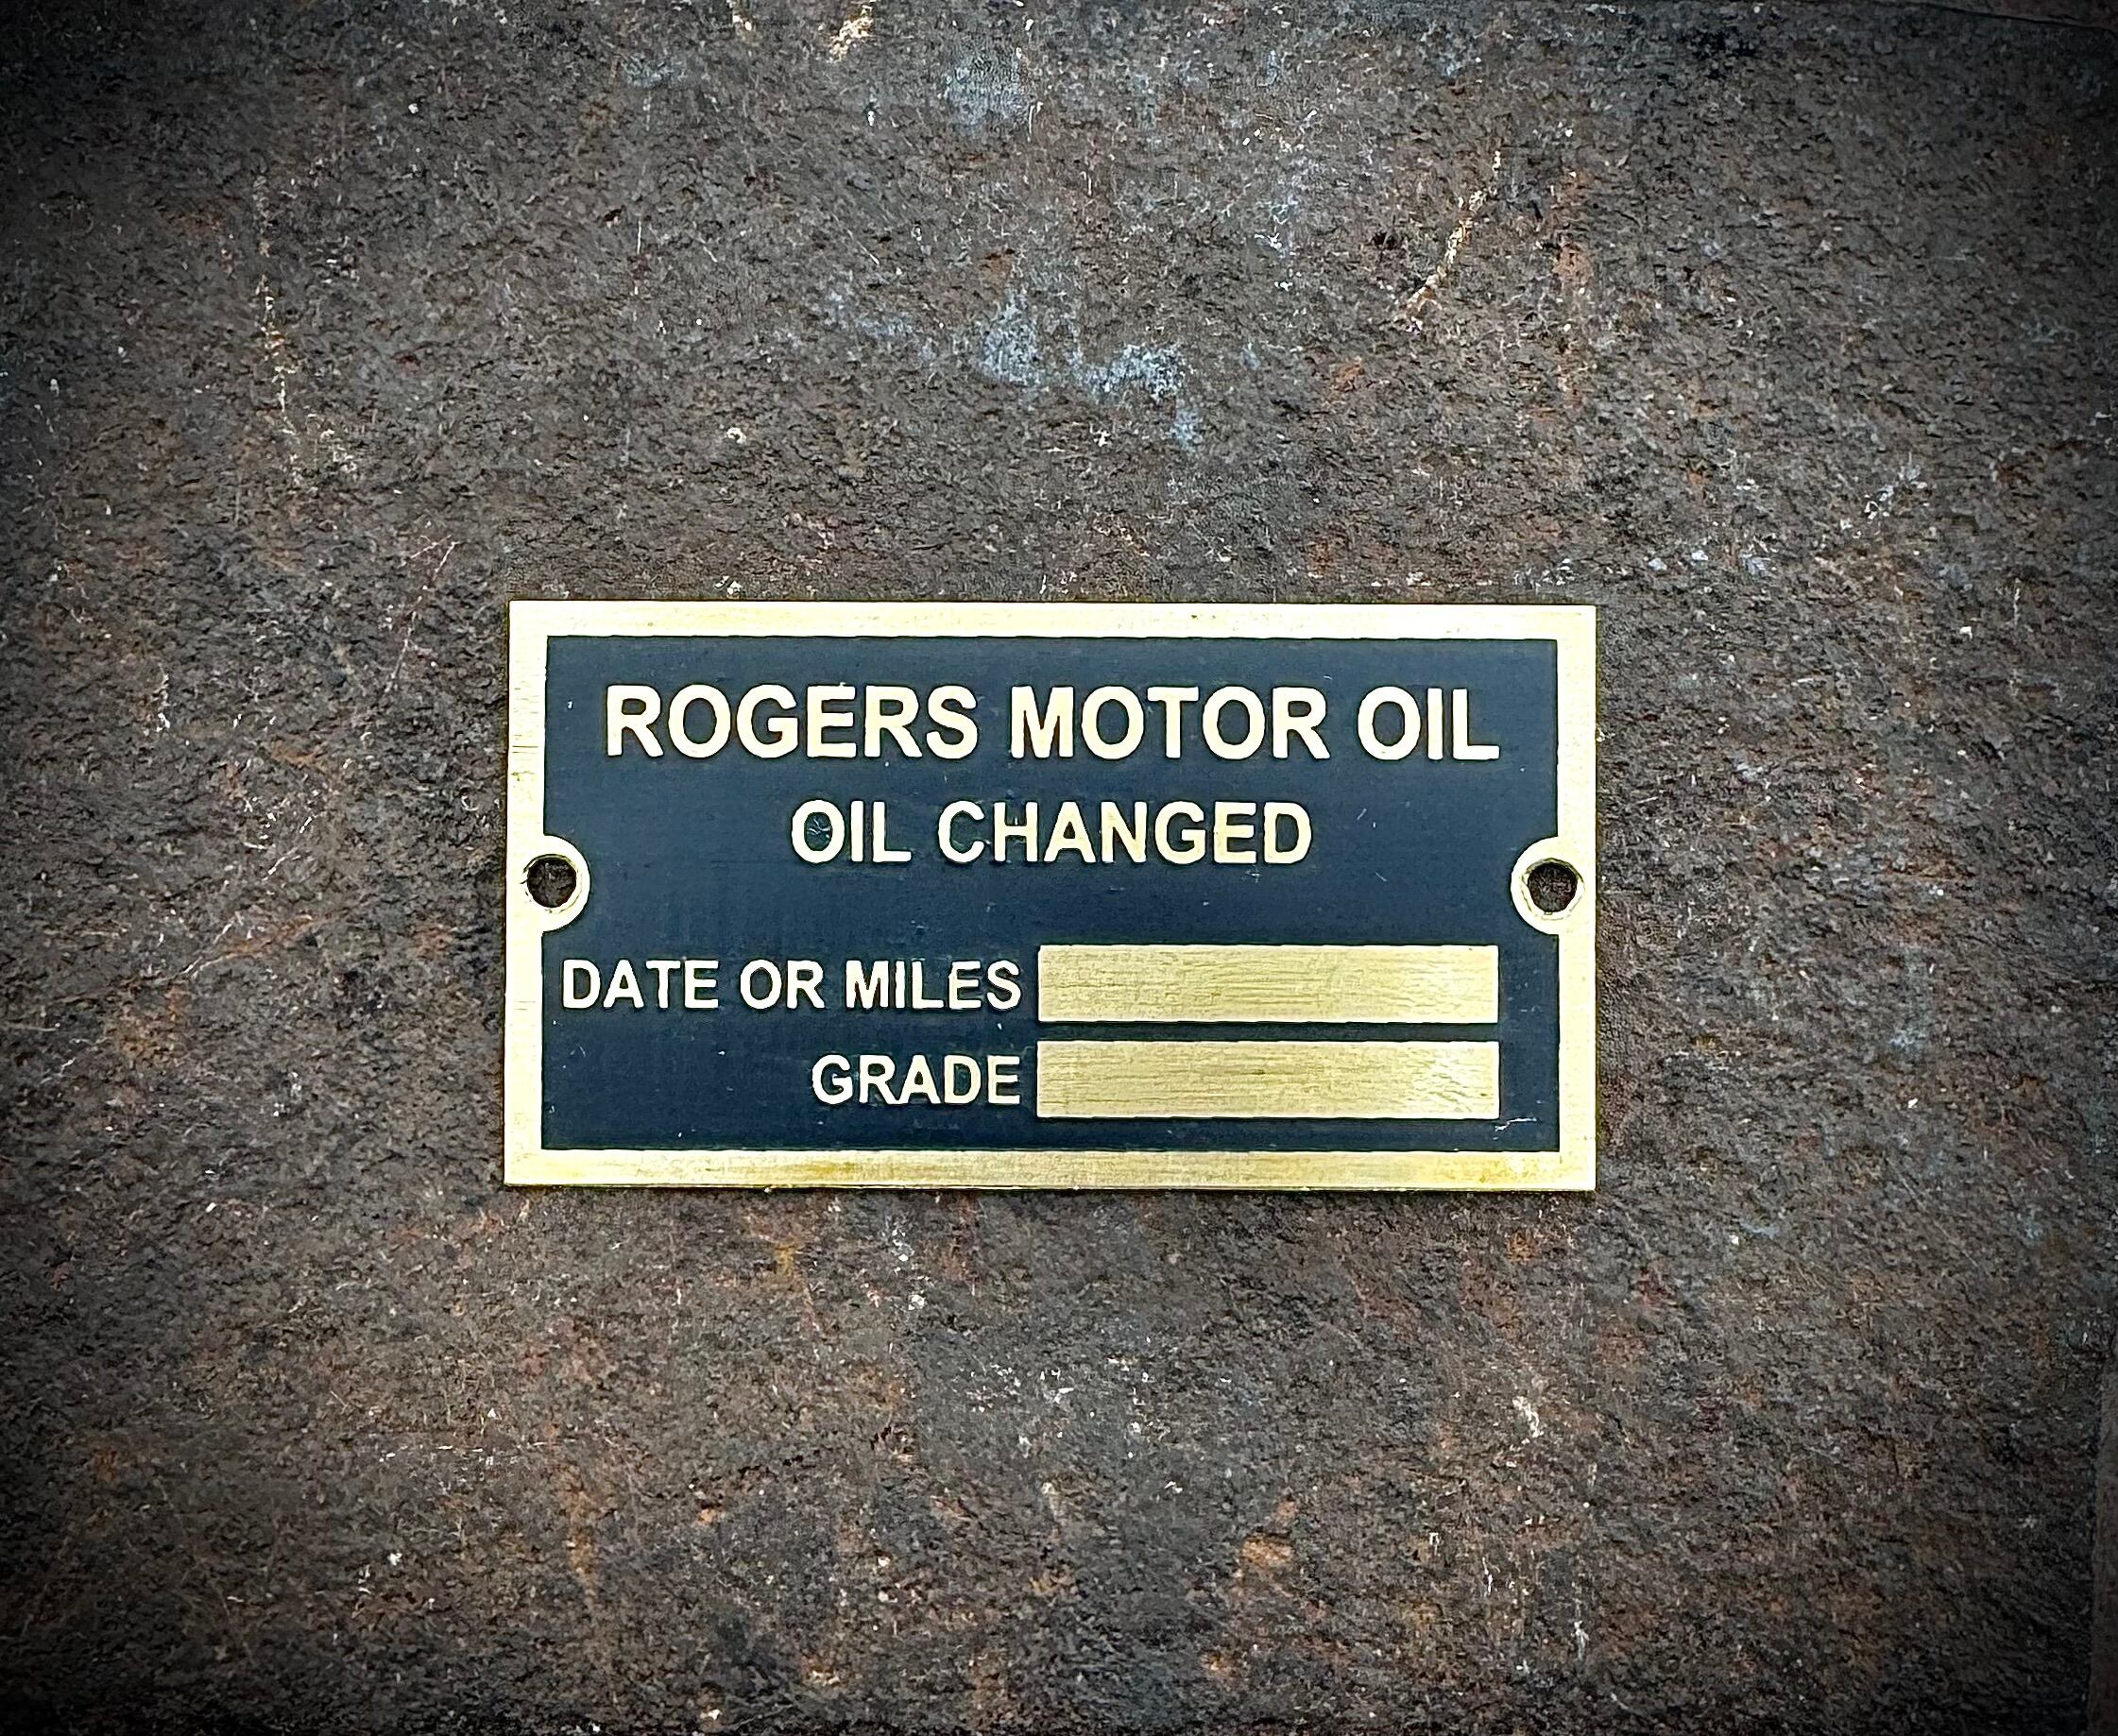 ROGERS MOTOR OIL
OIL CHANGED
DATE OR MILES
GRADE